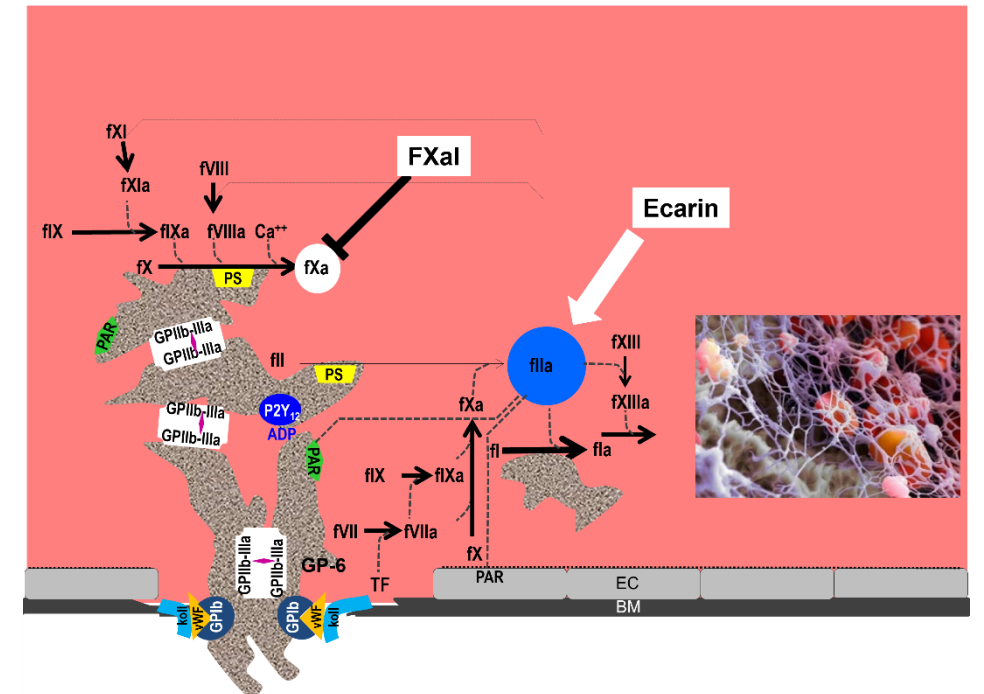 fXI
FXaI
fXIa
fVIII
Ecarin
fIX
fIXa
fVIIIa
Ca++
fX
fXa
PS
PAR
GPIIb-IIIa
GPIIb-IIIa
fII
PS
fIIa
fXIII
P2Y12
ADP
fXa
fXIIIa
GPIIb-IIIa
GPIIb-IIIa
PAR
fI
fIa
fIX
fIXa
fVII
fVIIa
GPIIb-IIIa
GPIIb-IIIa
GP-6
fX
TF
PAR
EC
BM
koll
vWF
GPIb
GPIb
vWF
koll